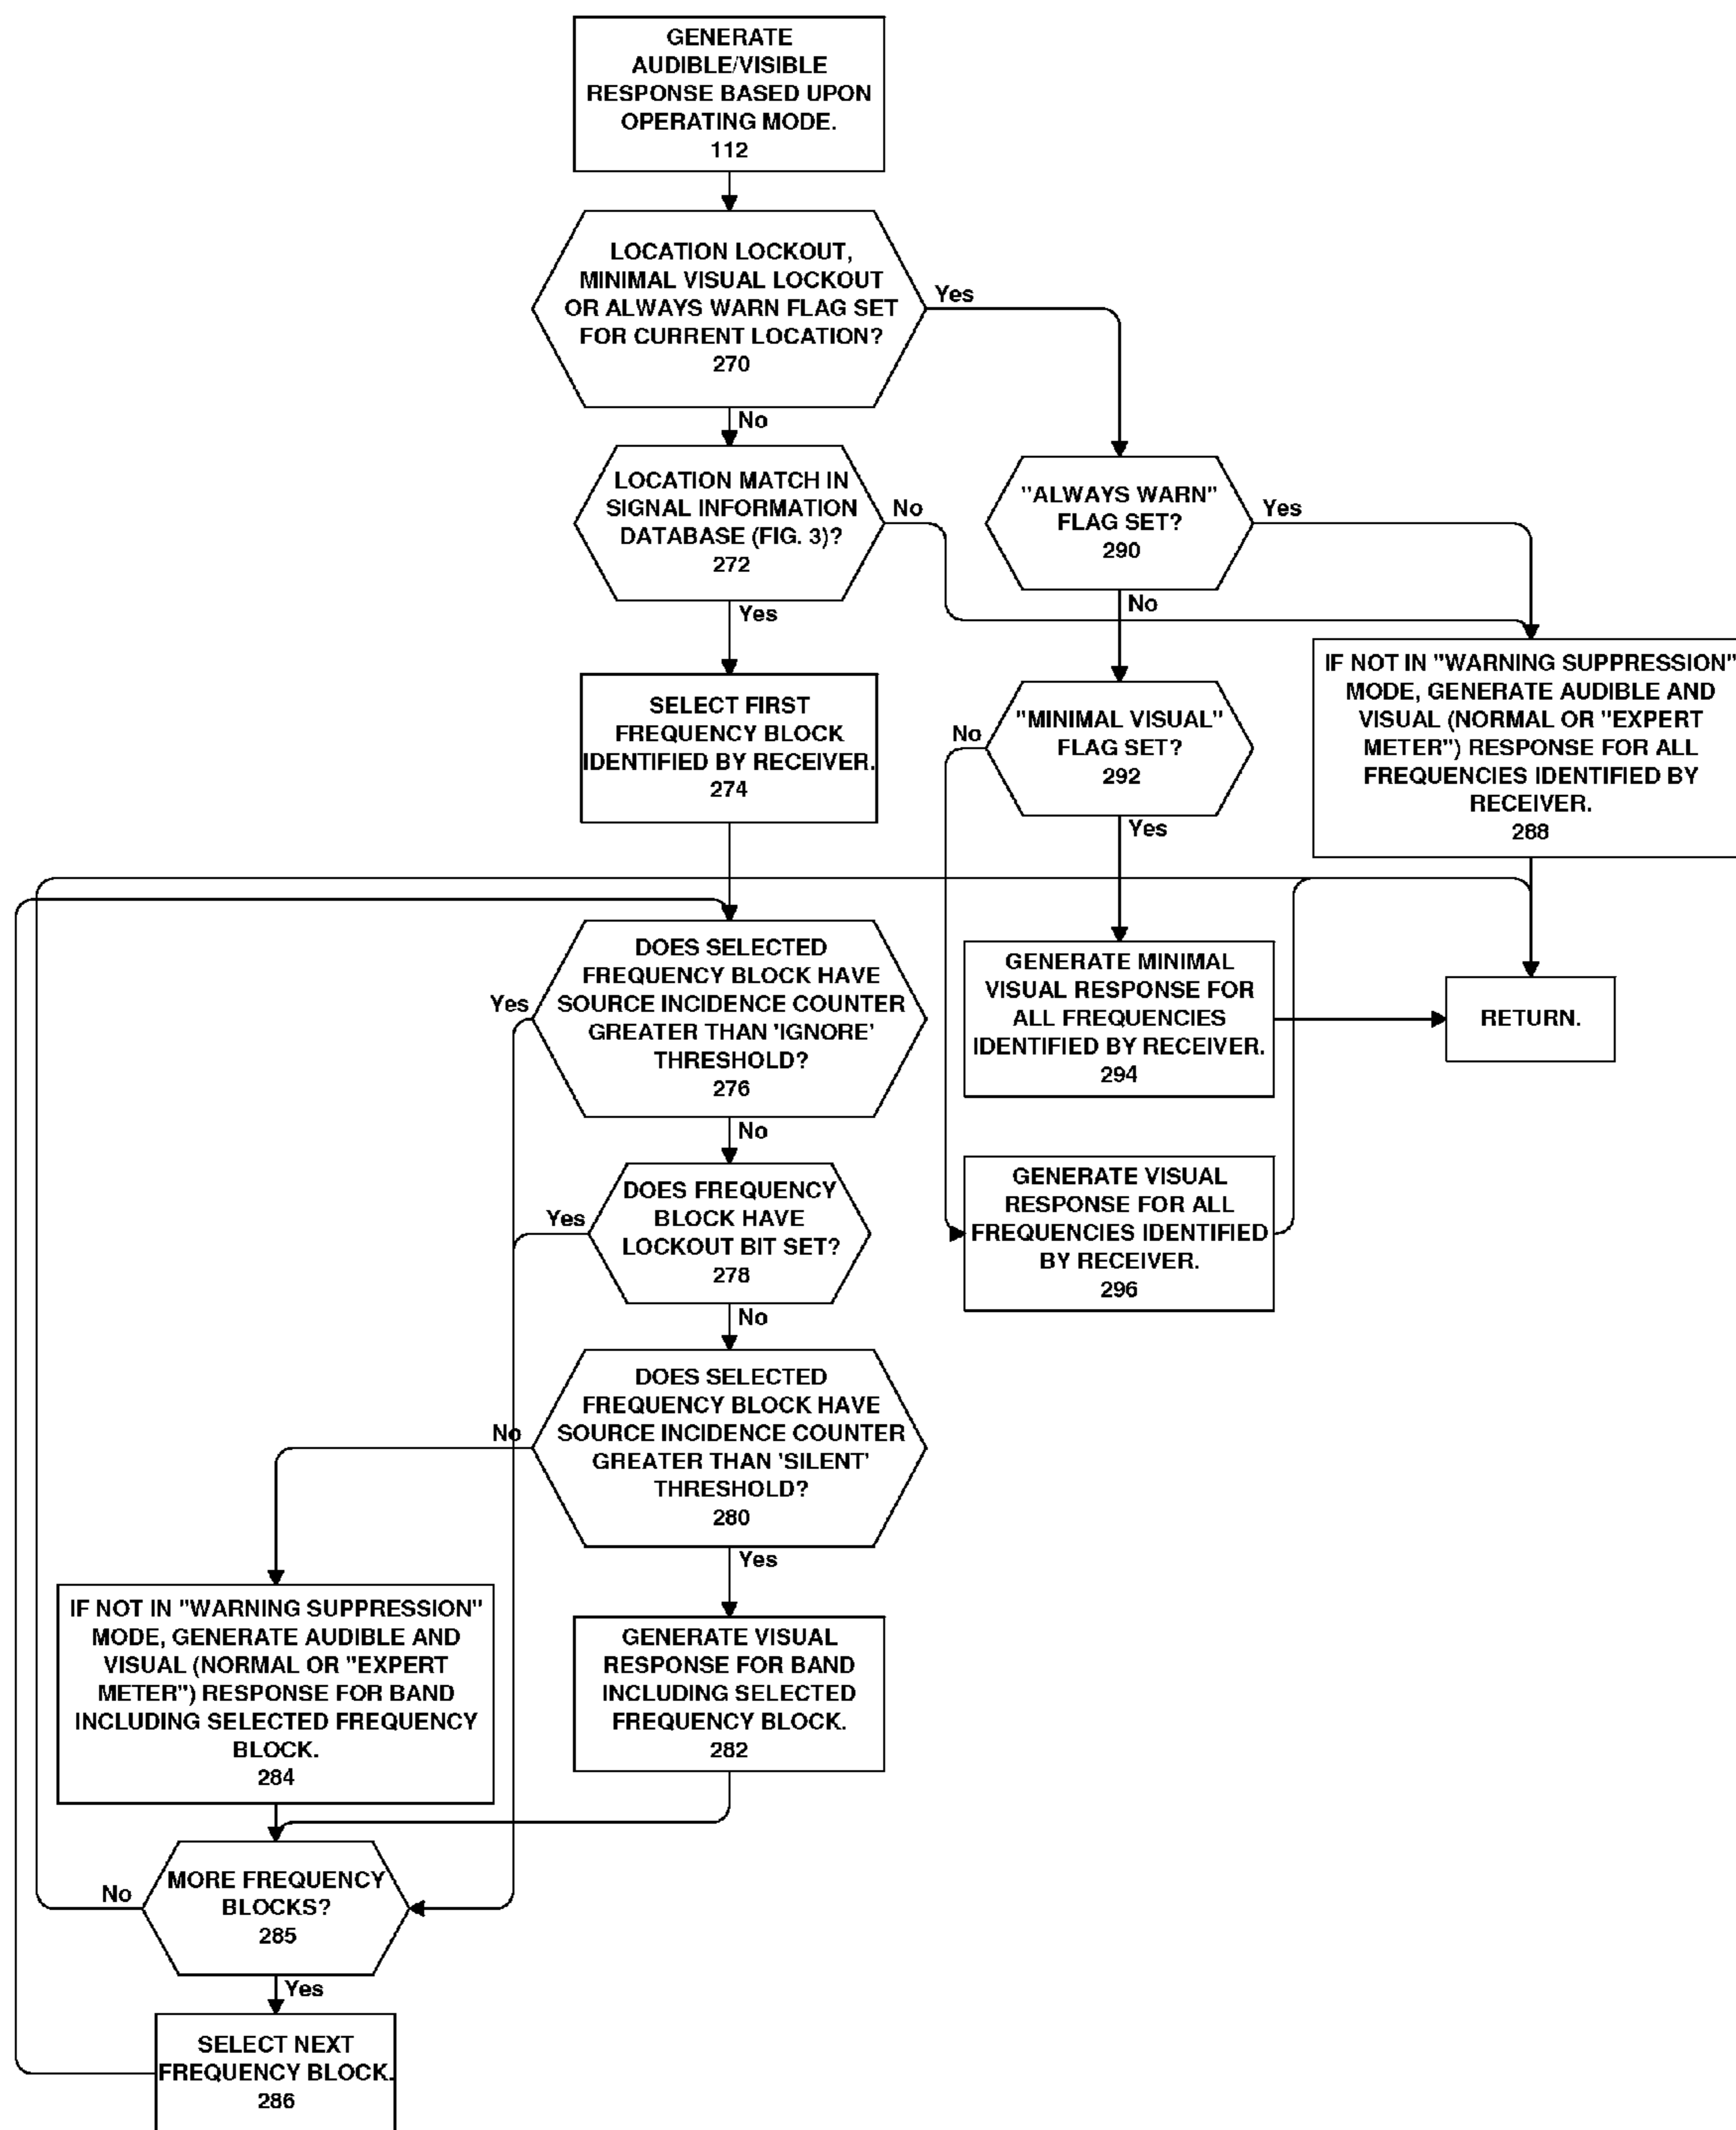 GENERATE
AUDIBLE/VISIBLE
RESPONSE BASED UPON
OPERATING MODE.
112
LOCATION LOCKOUT,
MINIMAL VISUAL LOCKOUT
OR ALWAYS WARN FLAG SET
FOR CURRENT LOCATION?
270
Yes
No
LOCATION MATCH IN
SIGNAL INFORMATION
DATABASE (FIG. 3)?
272
No
Yes
"ALWAYS WARN"
FLAG SET?
290
Yes
No
SELECT FIRST
FREQUENCY BLOCK
IDENTIFIED BY RECEIVER.
274
"MINIMAL VISUAL"
FLAG SET?
292
No
Yes
IF NOT IN "WARNING SUPPRESSION"
MODE, GENERATE AUDIBLE AND
VISUAL (NORMAL OR "EXPERT
METER") RESPONSE FOR ALL
FREQUENCIES IDENTIFIED BY
RECEIVER.
288
DOES SELECTED
FREQUENCY BLOCK HAVE
SOURCE INCIDENCE COUNTER
GREATER THAN 'IGNORE'
THRESHOLD?
276
Yes
No
GENERATE MINIMAL
VISUAL RESPONSE FOR
ALL FREQUENCIES
IDENTIFIED BY RECEIVER.
294
RETURN.
DOES FREQUENCY
BLOCK HAVE
LOCKOUT BIT SET?
278
Yes
No
GENERATE VISUAL
RESPONSE FOR ALL
FREQUENCIES IDENTIFIED
BY RECEIVER.
296
DOES SELECTED
FREQUENCY BLOCK HAVE
SOURCE INCIDENCE COUNTER
GREATER THAN 'SILENT'
THRESHOLD?
280
No
Yes
IF NOT IN "WARNING SUPPRESSION"
MODE, GENERATE AUDIBLE AND
VISUAL (NORMAL OR "EXPERT
METER") RESPONSE FOR BAND
INCLUDING SELECTED FREQUENCY
BLOCK.
284
GENERATE VISUAL
RESPONSE FOR BAND
INCLUDING SELECTED
FREQUENCY BLOCK.
282
MORE FREQUENCY
BLOCKS?
285
No
Yes
SELECT NEXT
FREQUENCY BLOCK.
286